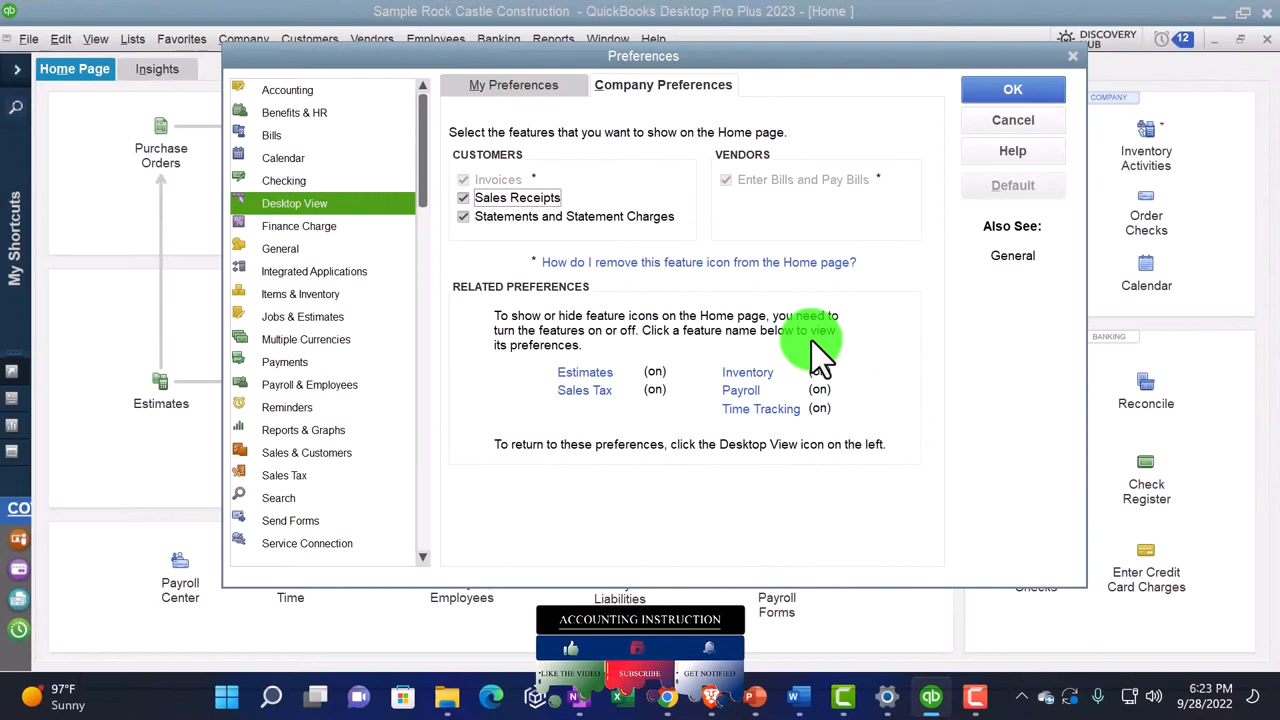 Sample Rock Castle Construction - QuickBooks Desktop Pro Plus 2023 - [Home ]
File Edit View Lists Favorites Company Customers Vendors Employees Banking Reports Window Help
DISCOVERY
HUB
12
Home Page Insights
My Shortcuts
Purchase
Orders
Estimates
Payroll
Center
Time
Employees
Liabilities
Payroll
Forms
COMPANY
Inventory
Activities
Order
Checks
Calendar
BANKING
Reconcile
Check
Register
Checks
Enter Credit
Card Charges
Preferences
Accounting
Benefits & HR
Bills
Calendar
Checking
Desktop View
Finance Charge
General
Integrated Applications
Items & Inventory
Jobs & Estimates
Multiple Currencies
Payments
Payroll & Employees
Reminders
Reports & Graphs
Sales & Customers
Sales Tax
Search
Send Forms
Service Connection
My Preferences Company Preferences
Select the features that you want to show on the Home page.
CUSTOMERS
Invoices *
Sales Receipts
Statements and Statement Charges
VENDORS
Enter Bills and Pay Bills *
* How do I remove this feature icon from the Home page?
RELATED PREFERENCES
To show or hide feature icons on the Home page, you need to
turn the features on or off. Click a feature name below to view
its preferences.
Estimates (on)
Sales Tax (on)
Inventory
Payroll (on)
Time Tracking (on)
To return to these preferences, click the Desktop View icon on the left.
OK
Cancel
Help
Default
Also See:
General
ACCOUNTING INSTRUCTION
LIKE THE VIDEO SUBSCRIBE GET NOTIFIED
97°F
Sunny
6:23 PM
9/28/2022